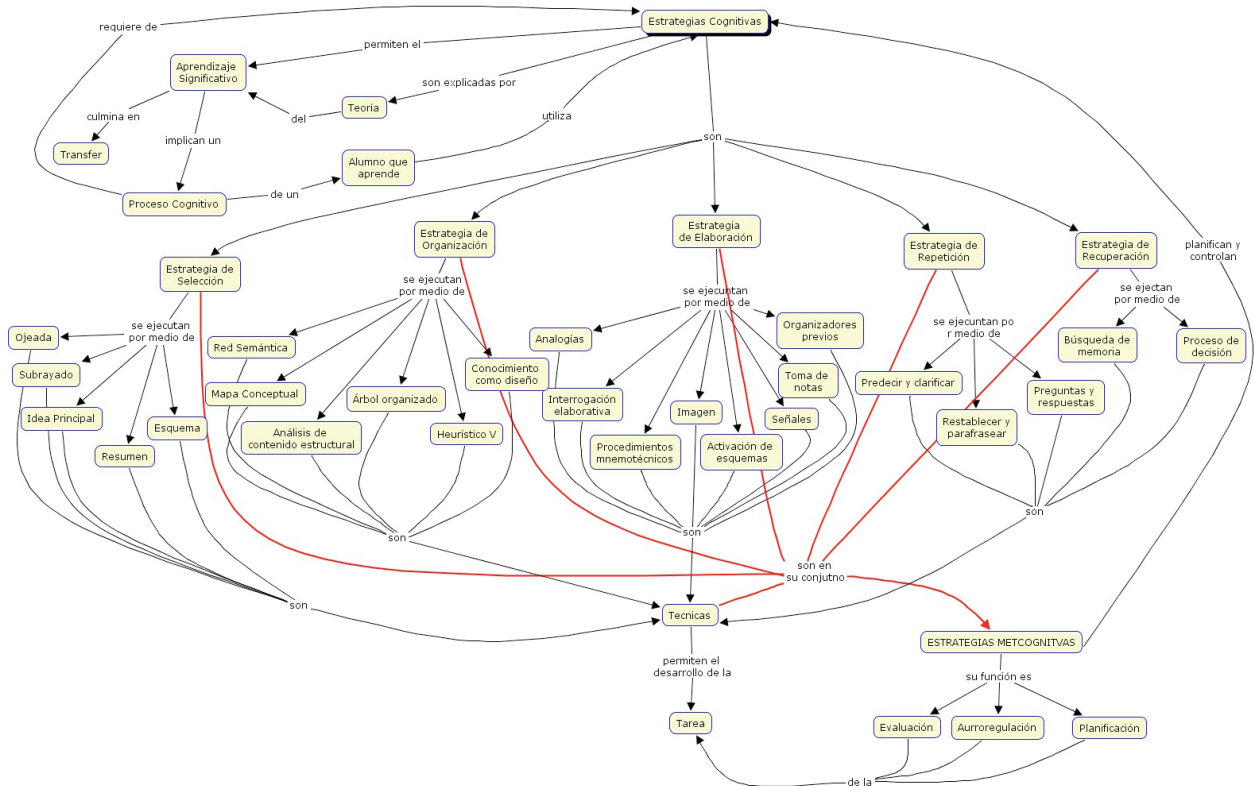 requiere de
Estrategias Cognitivas
permiten el
Aprendizaje
Significativo
son explicadas por
Teoría
del
culmina en
utiliza
implican un
Transfer
son
Alumno que
aprende
de un
Proceso Cognitivo
Estrategia de
Organización
Estrategia
de Elaboración
Estrategia de
Repetición
Estrategia de
Recuperación
planifican y
controlan
Estrategia de
Selección
se ejecutan
por medio de
se ejecuntan
por medio de
se ejectan
por medio de
se ejecutan
por medio de
se ejecuntan po
r medio de
Ojeada
Red Semántica
Analogías
Organizadores
previos
Búsqueda de
memoria
Proceso de
decisión
Subrayado
Mapa Conceptual
Árbol organizado
Conocimiento
como diseño
Interrogación
elaborativa
Toma de
notas
Predecir y clarificar
Preguntas y
respuestas
Idea Principal
Esquema
Análisis de
contenido estructural
Heurístico V
Imagen
Señales
Restablecer y
parafrasear
Resumen
Procedimientos
mnemotécnicos
Activación de
esquemas
son
son
son
son
son en
su conjutno
Tecnicas
ESTRATEGIAS METCOGNITVAS
permiten el
desarrollo de la
su función es
Tarea
Evaluación
Aurroregulación
Planificación
de la